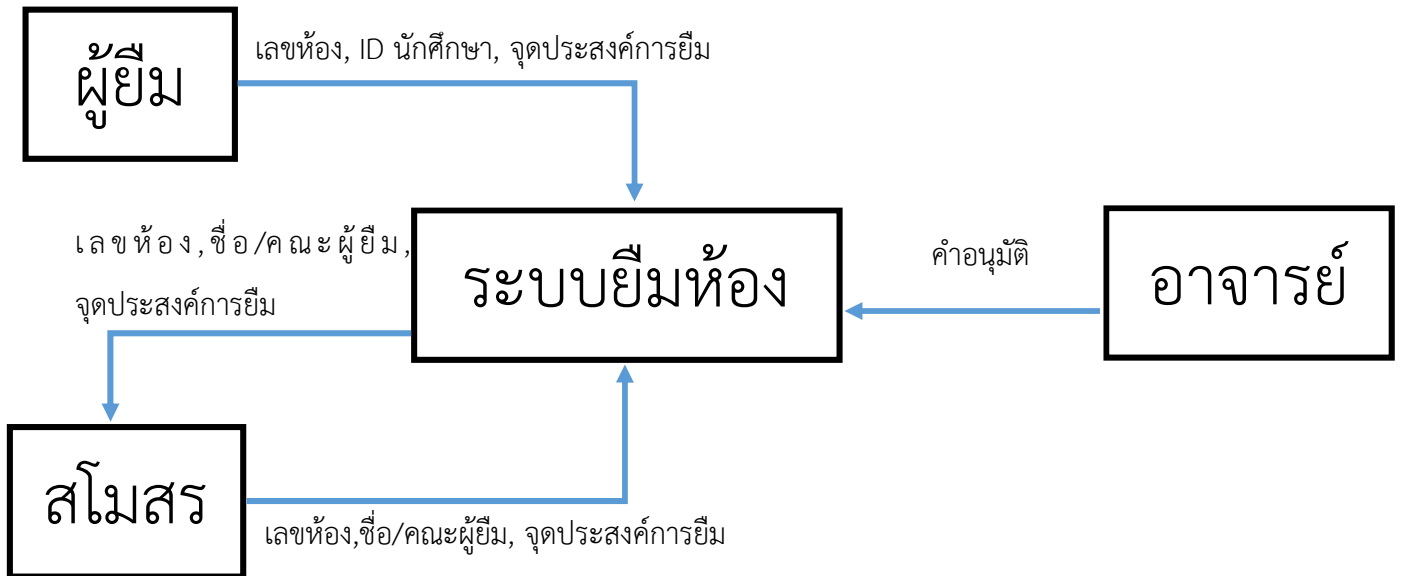 เลขห้อง, ID นักศึกษา, จุดประสงค์การยืม
ผู้ยืม
เลขห้อง,ชื่อ/คณะผู้ยืม,
จุดประสงค์การยืม
ระบบยืมห้อง
คำอนุมัติ
อาจารย์
สโมสร
เลขห้อง,ชื่อ/คณะผู้ยืม, จุดประสงค์การยืม